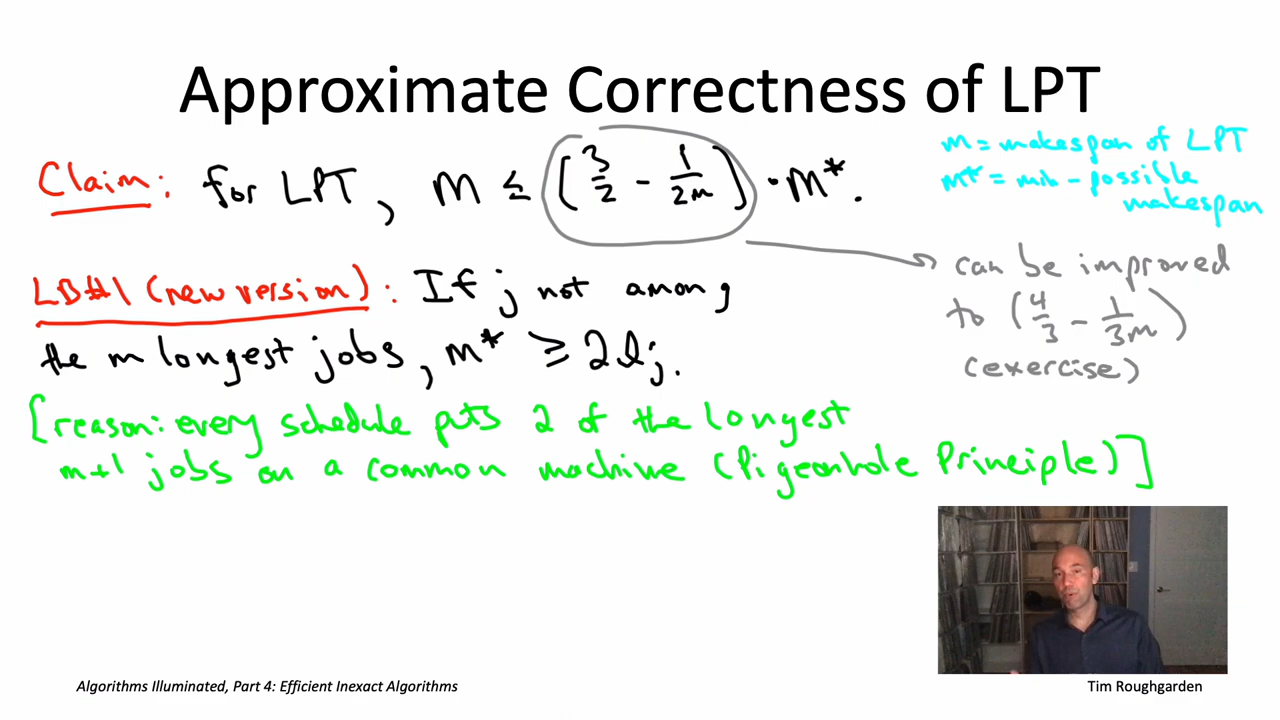 Approximate Correctness of LPT
Claim: for LPT, M ≤ (3/2 - 1/2m) · M*.
M = makespan of LPT
M* = min-possible
makespan
can be improved
to (4/3 - 1/3m)
(exercise)
LB#1 (new version): If j not among
the m longest jobs, M* ≥ 2lj.
[reason: every schedule puts 2 of the longest
m+1 jobs on a common machine (Pigeonhole Principle)]
Algorithms Illuminated, Part 4: Efficient Inexact Algorithms
Tim Roughgarden